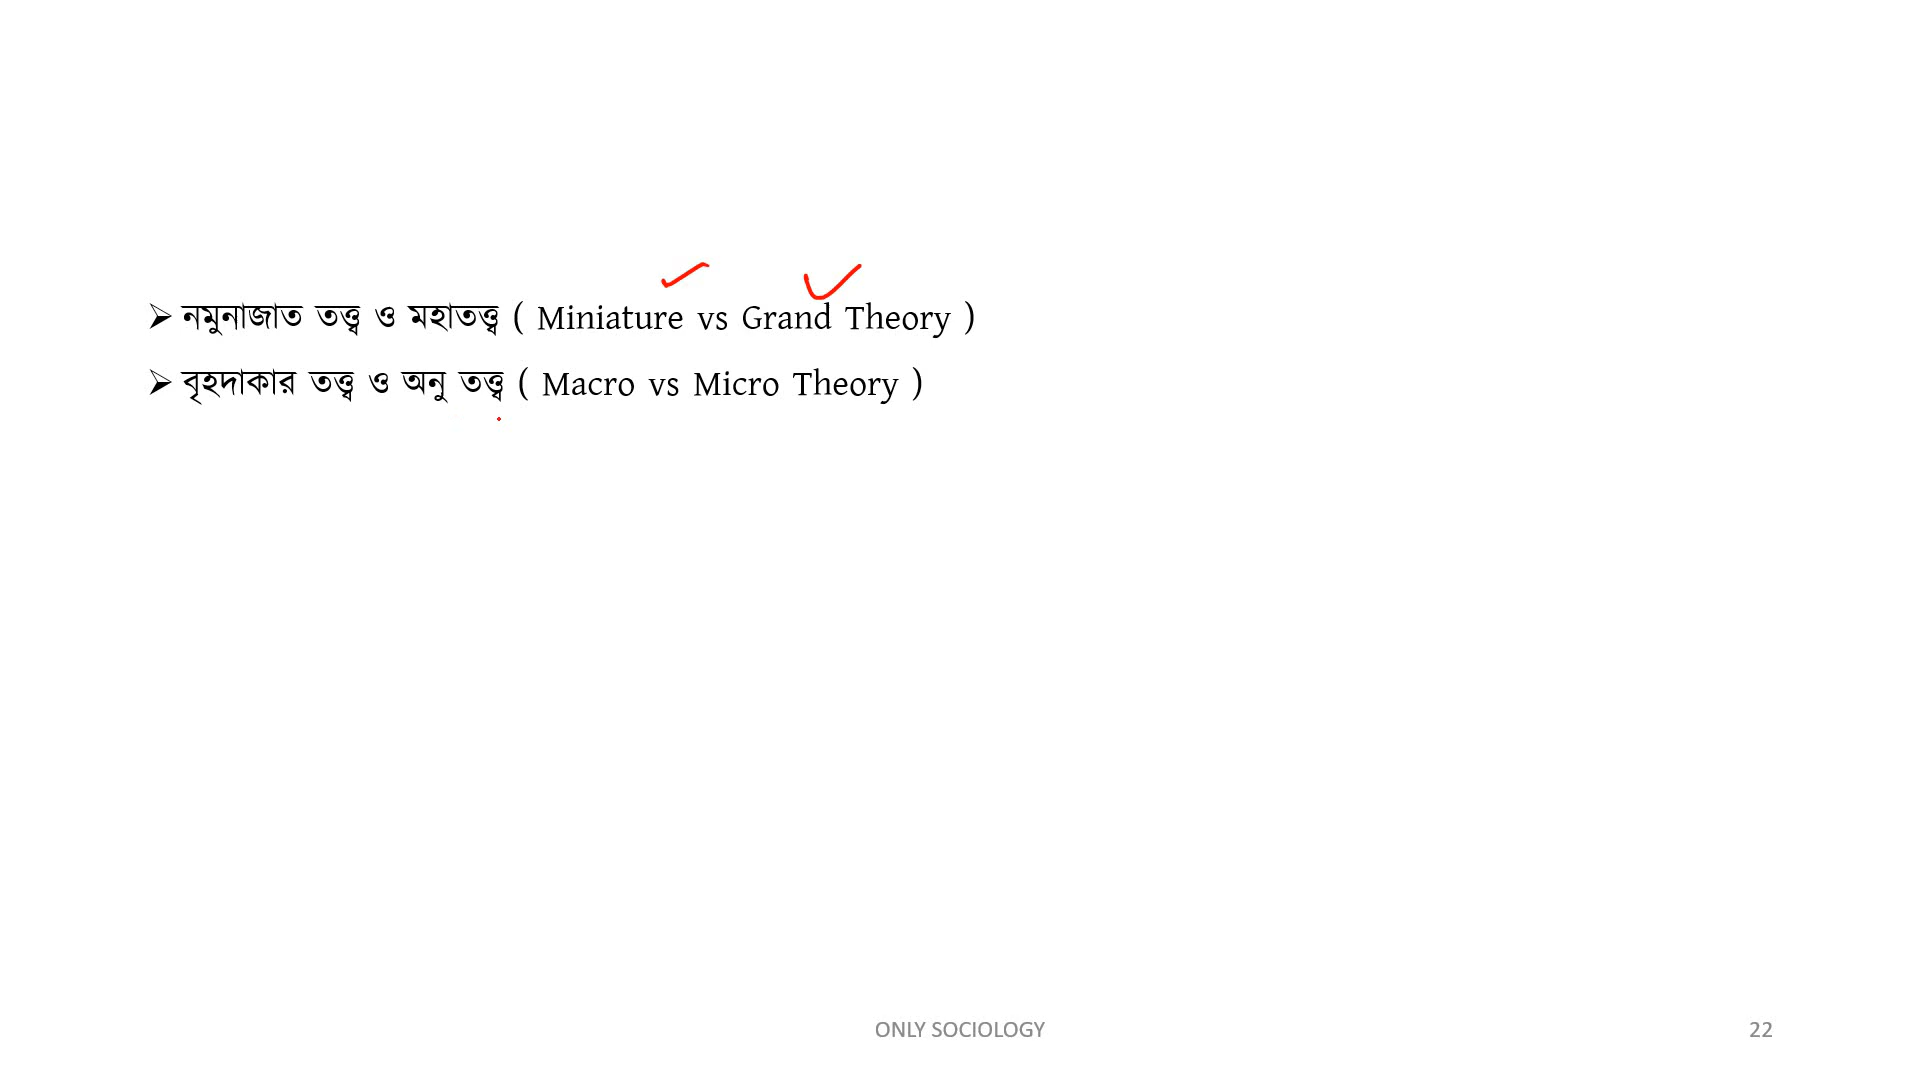 ➢ নমুনাজাত তত্ত্ব ও মহাতত্ত্ব ( Miniature vs Grand Theory )
➢ বৃহদাকার তত্ত্ব ও অনু তত্ত্ব ( Macro vs Micro Theory )
ONLY SOCIOLOGY
22